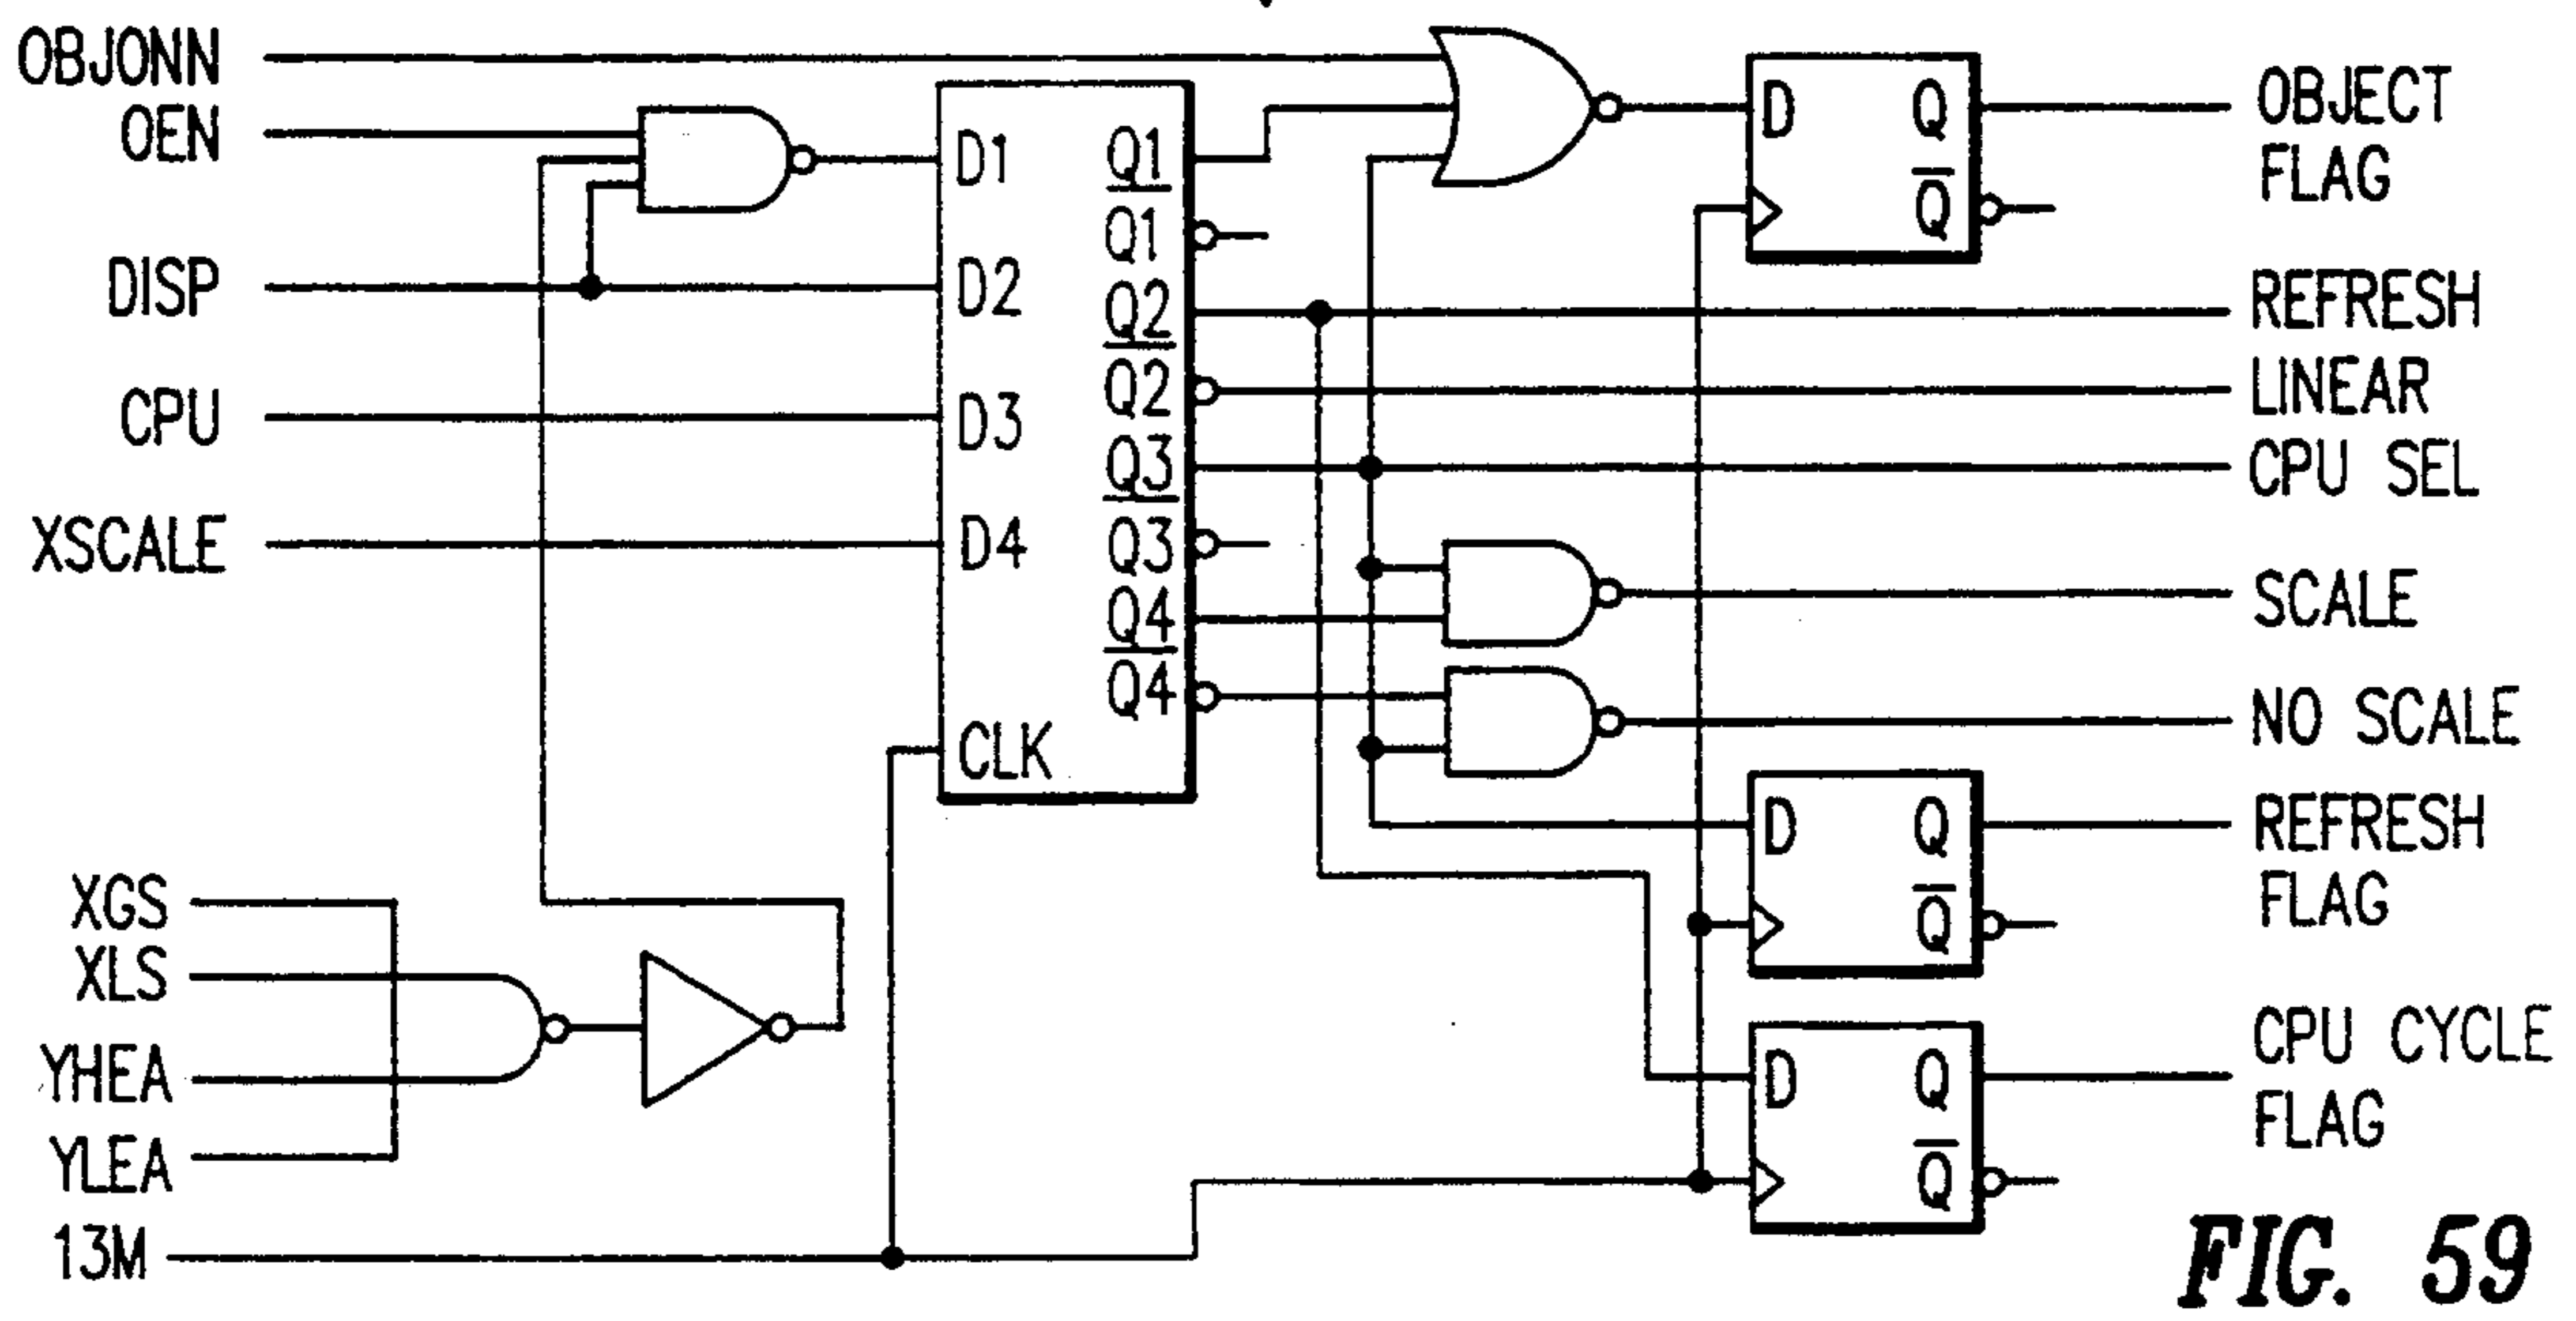 OBJONN
OEN
DISP
CPU
XSCALE
XGS
XLS
YHEA
YLEA
13M
D1
D2
D3
D4
CLK
Q1
Q1
Q2
Q2
Q3
Q3
Q4
Q4
D Q
Q
OBJECT
FLAG
REFRESH
LINEAR
CPU SEL
SCALE
NO SCALE
D Q
Q
REFRESH
FLAG
D Q
Q
CPU CYCLE
FLAG
FIG. 59